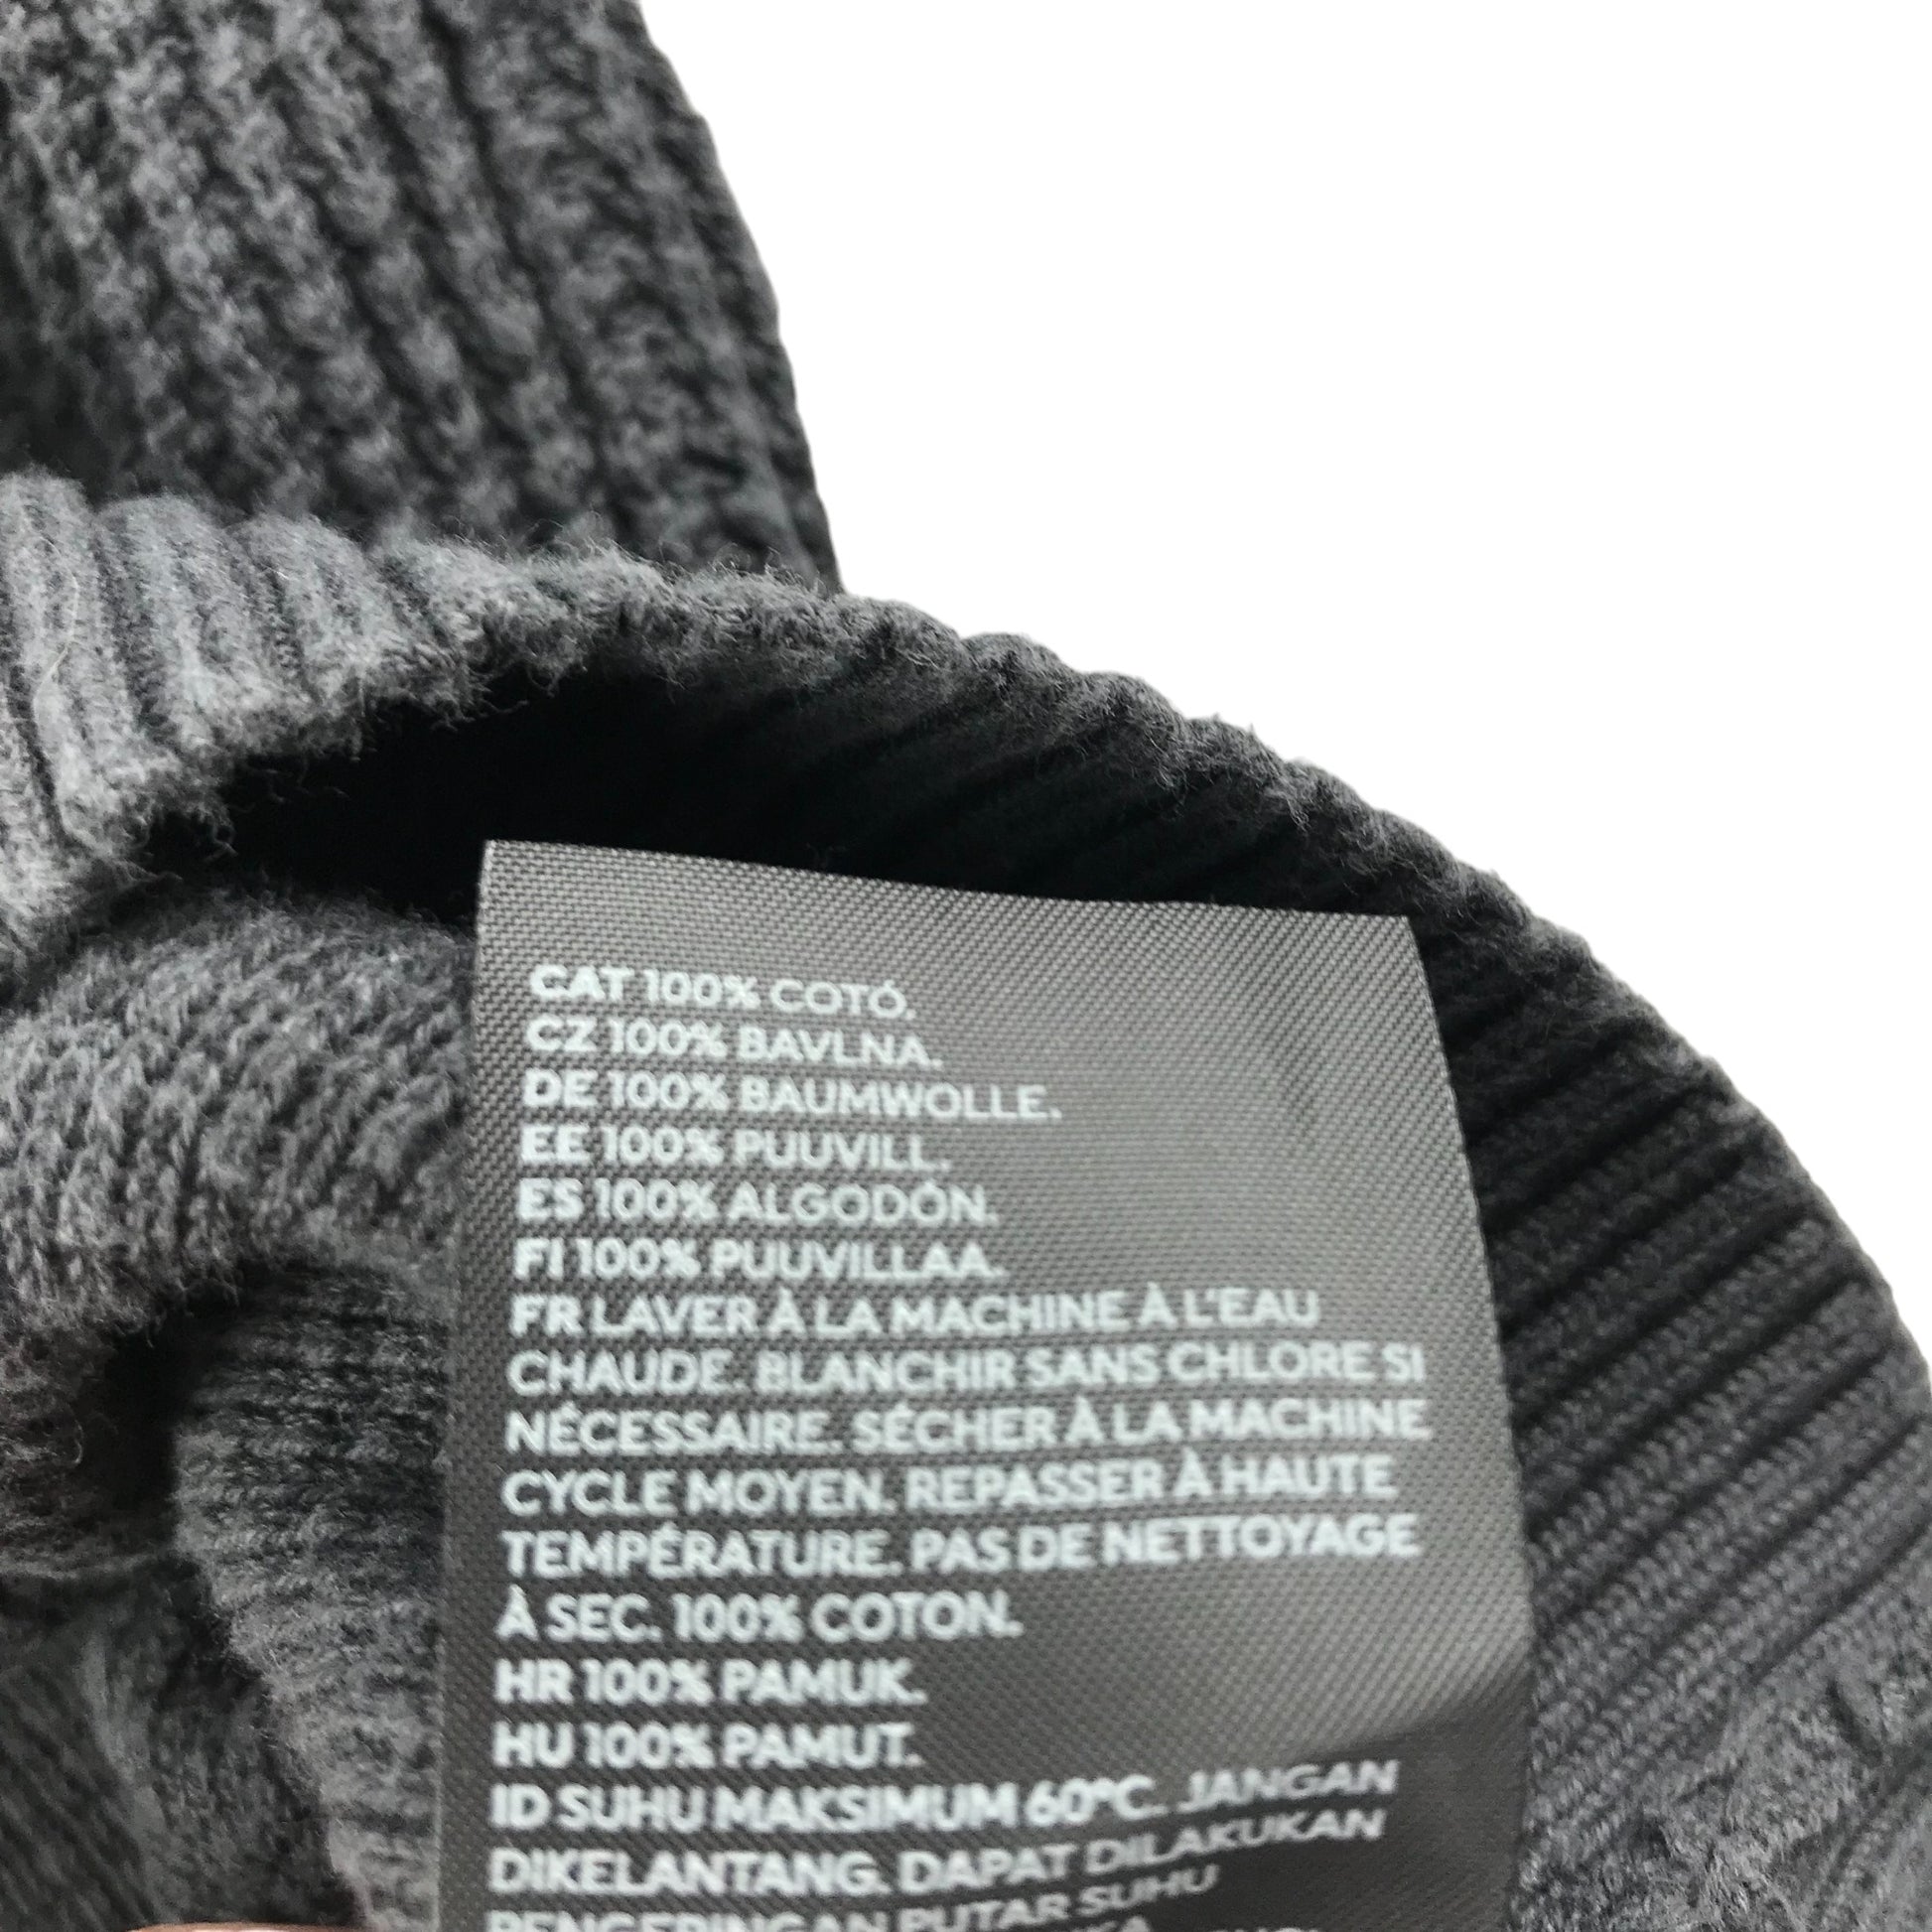 CAT 100% COTÓ.
CZ 100% BAVLNA.
DE 100% BAUMWOLLE.
EE 100% PUUVILL.
ES 100% ALGODÓN.
FI 100% PUUVILLAA.
FR LAVER À LA MACHINE À L'EAU
CHAUDE. BLANCHIR SANS CHLORE SI
NÉCESSAIRE. SÉCHER À LA MACHINE
CYCLE MOYEN. REPASSER À HAUTE
TEMPÉRATURE. PAS DE NETTOYAGE
À SEC. 100% COTON.
HR 100% PAMUK.
HU 100% PAMUT.
ID SUHU MAKSIMUM 60°C. JANGAN
DIKELANTANG. DAPAT DILAKUKAN
PENGERINGAN PUTAR SUHU